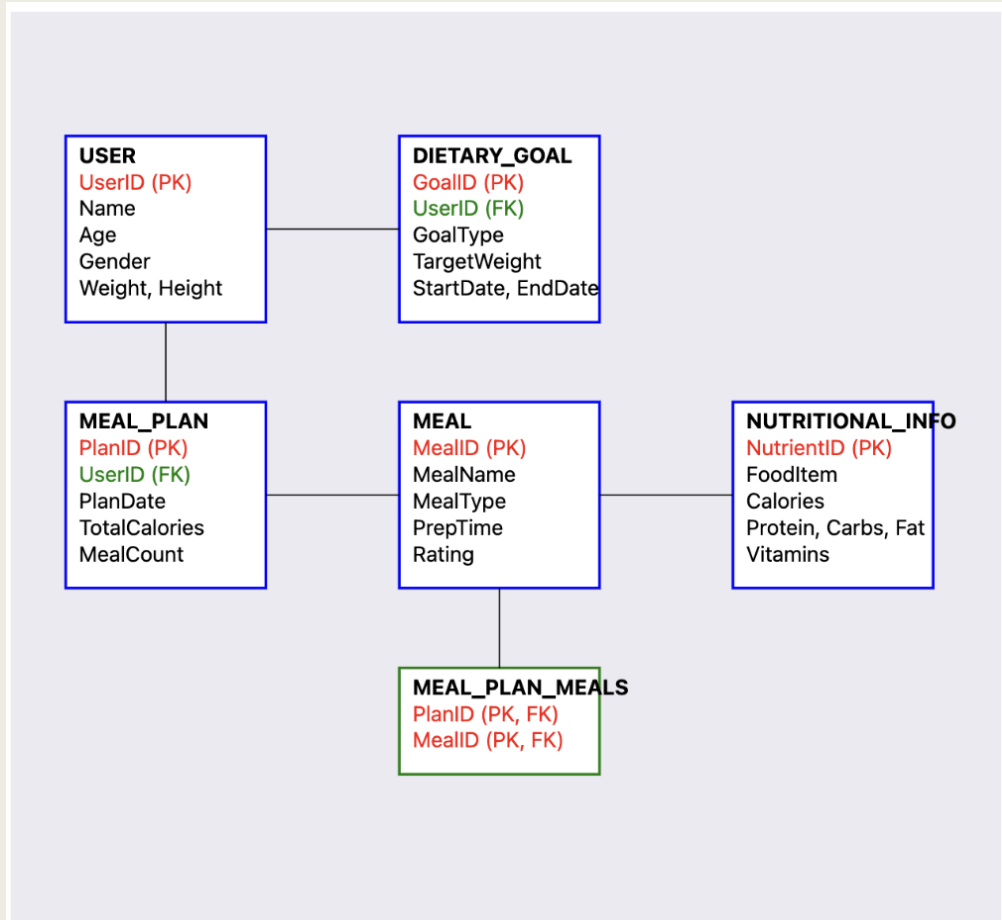 USER
UserID (PK)
Name
Age
Gender
Weight, Height
DIETARY_GOAL
GoalID (PK)
UserID (FK)
GoalType
TargetWeight
StartDate, EndDate
MEAL_PLAN
PlanID (PK)
UserID (FK)
PlanDate
TotalCalories
MealCount
MEAL
MealID (PK)
MealName
MealType
PrepTime
Rating
NUTRITIONAL_INFO
NutrientID (PK)
FoodItem
Calories
Protein, Carbs, Fat
Vitamins
MEAL_PLAN_MEALS
PlanID (PK, FK)
MealID (PK, FK)